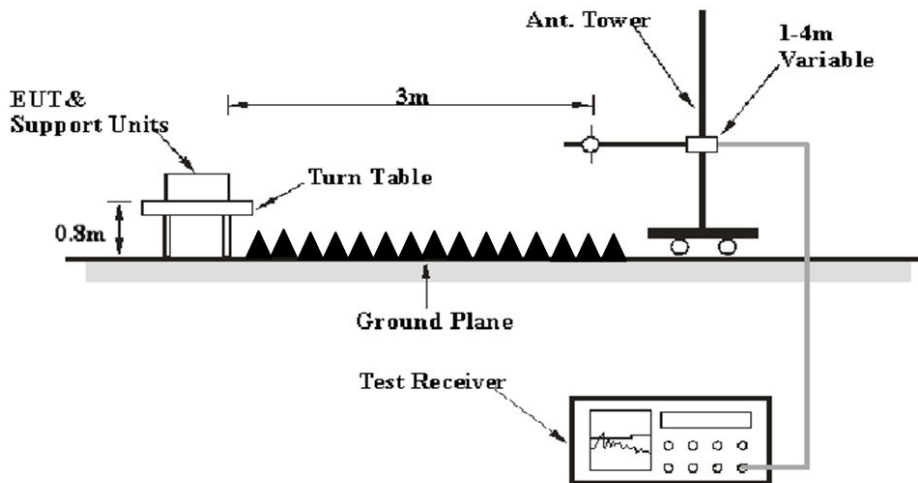 Ant. Tower
1-4m
Variable
EUT &
Support Units
3m
Turn Table
0.8m
Ground Plane
Test Receiver